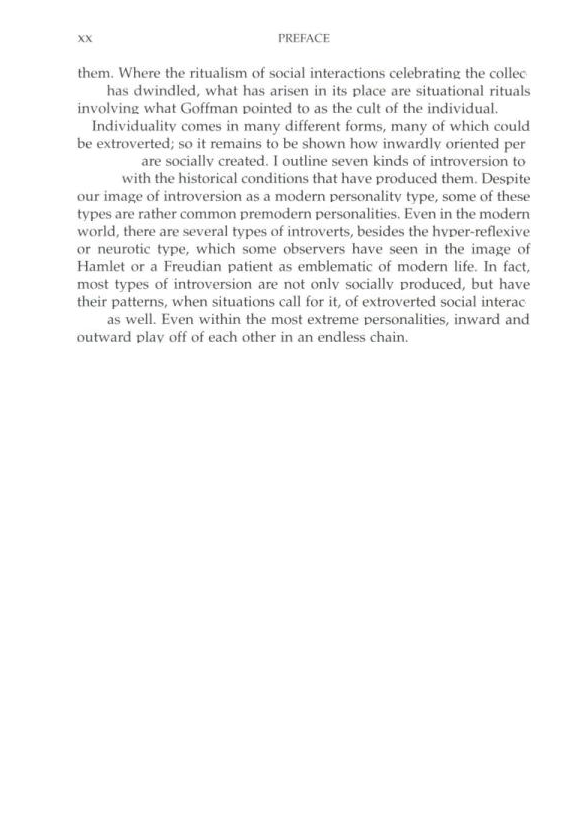 xx PREFACE
them. Where the ritualism of social interactions celebrating the collec
has dwindled, what has arisen in its place are situational rituals
involving what Goffman pointed to as the cult of the individual.
Individuality comes in many different forms, many of which could
be extroverted; so it remains to be shown how inwardly oriented per
are socially created. I outline seven kinds of introversion to
with the historical conditions that have produced them. Despite
our image of introversion as a modern personality type, some of these
types are rather common premodern personalities. Even in the modern
world, there are several types of introverts, besides the hyper-reflexive
or neurotic type, which some observers have seen in the image of
Hamlet or a Freudian patient as emblematic of modern life. In fact,
most types of introversion are not only socially produced, but have
their patterns, when situations call for it, of extroverted social interac
as well. Even within the most extreme personalities, inward and
outward play off of each other in an endless chain.